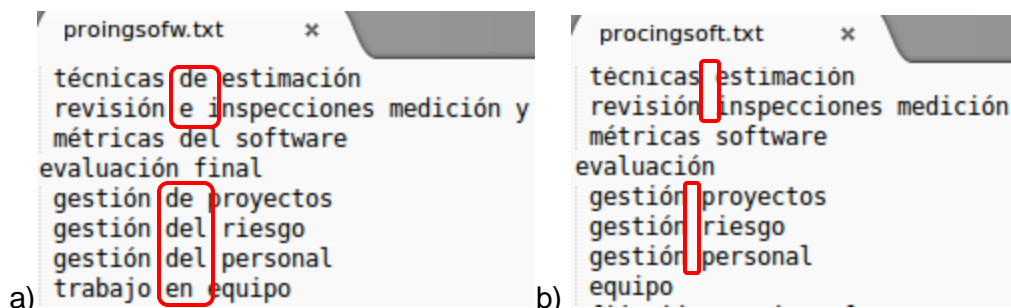 proingsofw.txt ×
técnicas de estimación
revisión e inspecciones medición y
métricas del software
evaluación final
gestión de proyectos
gestión del riesgo
gestión del personal
trabajo en equipo
a)
procingsoft.txt ×
técnicas estimación
revisión inspecciones medición
métricas software
evaluación
gestión proyectos
gestión riesgo
gestión personal
equipo
b)